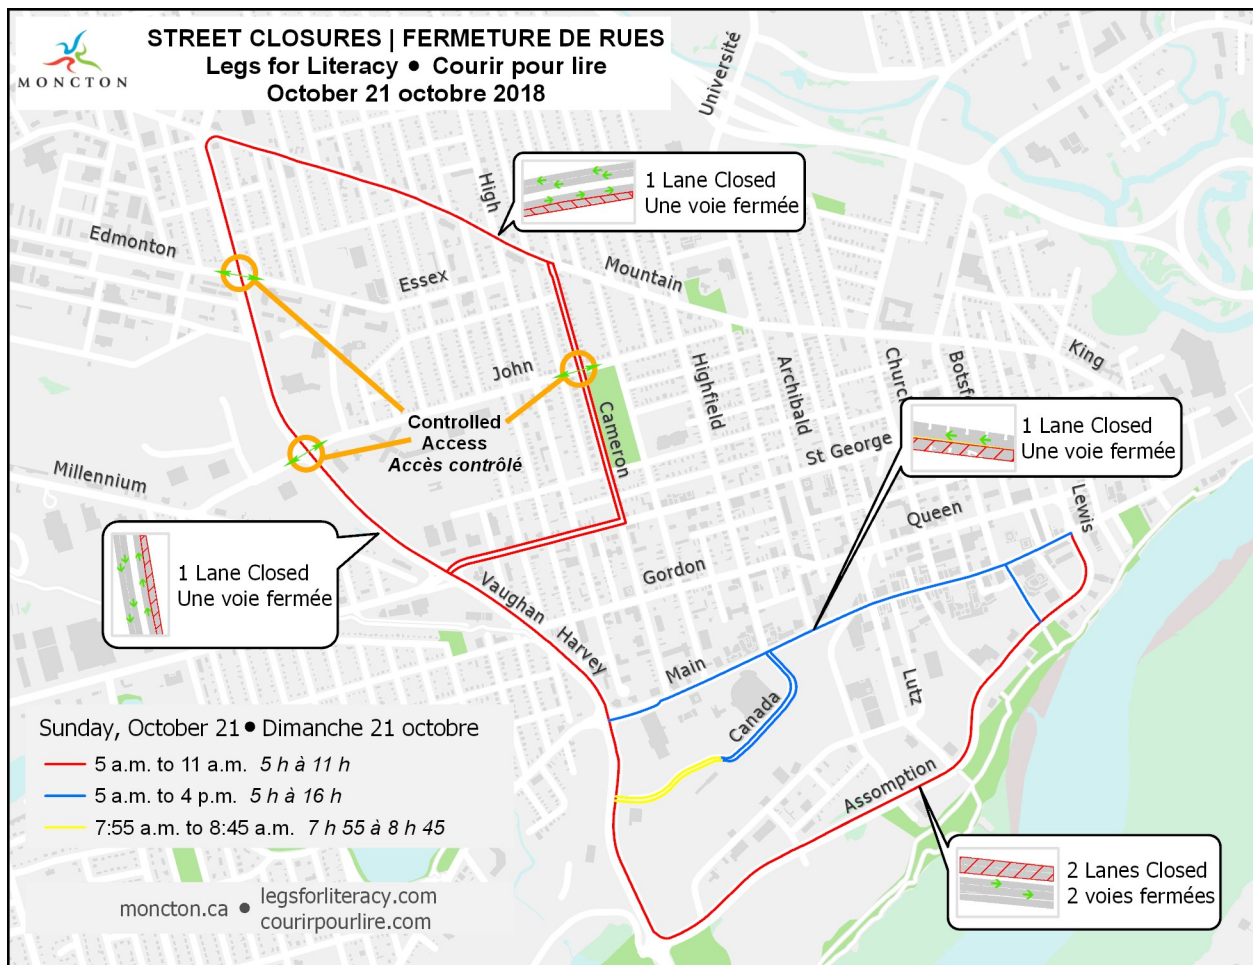 MONCTON
STREET CLOSURES | FERMETURE DE RUES
Legs for Literacy ● Courir pour lire
October 21 octobre 2018
Université
High
1 Lane Closed
Une voie fermée
Edmonton
Essex
Mountain
John
King
Highfield
Archibald
Church
Botsf
Controlled
Access
Accès contrôlé
Cameron
1 Lane Closed
Une voie fermée
St George
Millennium
Lewis
Queen
1 Lane Closed
Une voie fermée
Gordon
Vaughan Harvey
Main
Lutz
Canada
Assomption
Sunday, October 21 ● Dimanche 21 octobre
5 a.m. to 11 a.m. 5 h à 11 h
5 a.m. to 4 p.m. 5 h à 16 h
7:55 a.m. to 8:45 a.m. 7 h 55 à 8 h 45
2 Lanes Closed
2 voies fermées
moncton.ca ● legsforliteracy.com
courirpourlire.com